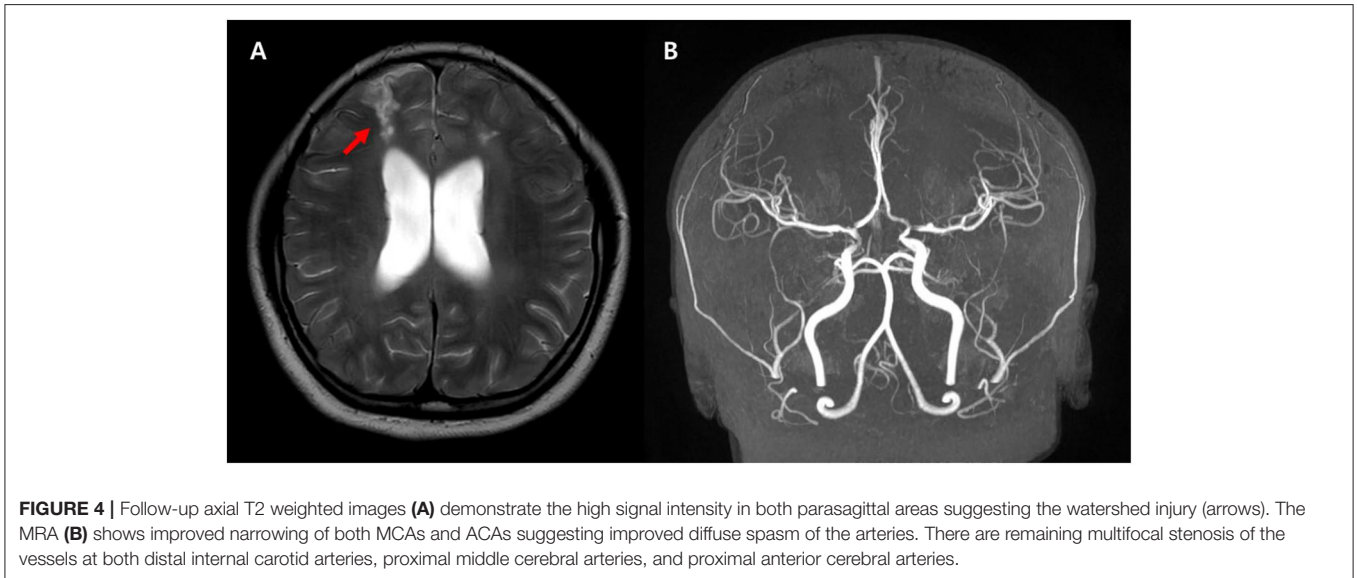 A
B
FIGURE 4 | Follow-up axial T2 weighted images (A) demonstrate the high signal intensity in both parasagittal areas suggesting the watershed injury (arrows). The
MRA (B) shows improved narrowing of both MCAs and ACAs suggesting improved diffuse spasm of the arteries. There are remaining multifocal stenosis of the
vessels at both distal internal carotid arteries, proximal middle cerebral arteries, and proximal anterior cerebral arteries.